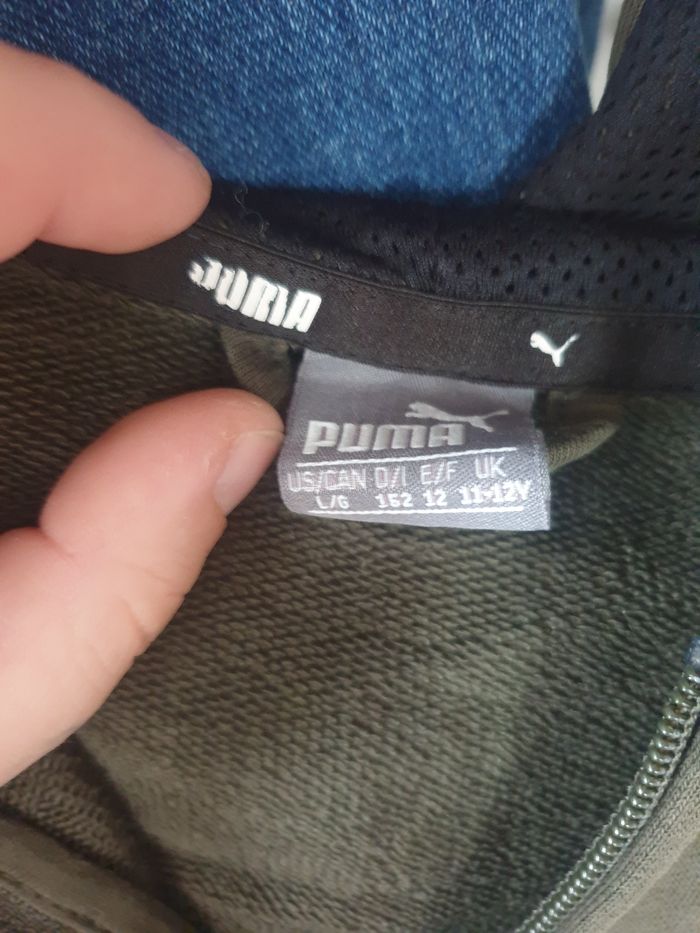 PUMA
PUMA
US/CAN D/I E/F UK
L/G 152 12 11-12Y